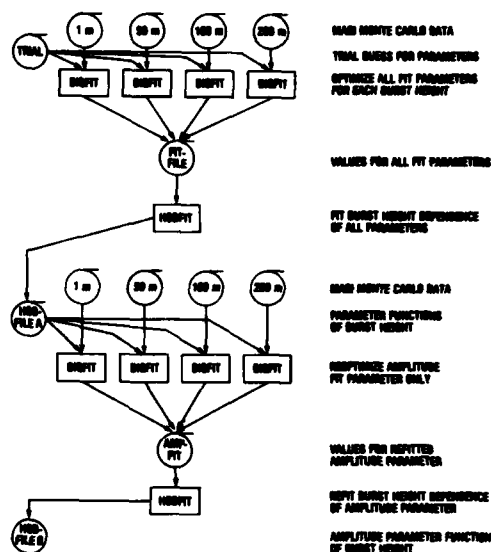 1 m 50 m 100 m 200 m MASH MONTE CARLO DATA
TRIAL
TRIAL GUESS FOR PARAMETERS
BIGFIT BIGFIT BIGFIT BIGFIT
OPTIMIZE ALL FIT PARAMETERS
FOR EACH BURST HEIGHT
FIT-
FILE
VALUES FOR ALL FIT PARAMETERS
HOBFIT
FIT BURST HEIGHT DEPENDENCE
OF ALL PARAMETERS
1 m 50 m 100 m 200 m MASH MONTE CARLO DATA
HOB-
FILE A
PARAMETER FUNCTIONS
OF BURST HEIGHT
BIGFIT BIGFIT BIGFIT BIGFIT
REOPTIMIZE AMPLITUDE
FIT PARAMETER ONLY
AMP-
FIT
VALUES FOR REFITTED
AMPLITUDE PARAMETER
HOBFIT
REFIT BURST HEIGHT DEPENDENCE
OF AMPLITUDE PARAMETER
HOB-
FILE B
AMPLITUDE PARAMETER FUNCTION
OF BURST HEIGHT